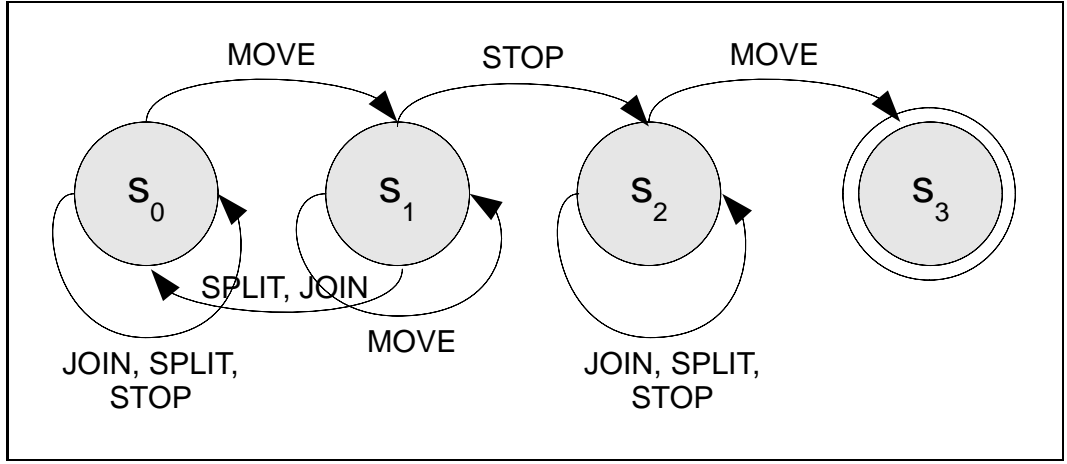 MOVE
STOP
MOVE
S0
S1
S2
S3
SPLIT, JOIN
MOVE
JOIN, SPLIT,
STOP
JOIN, SPLIT,
STOP